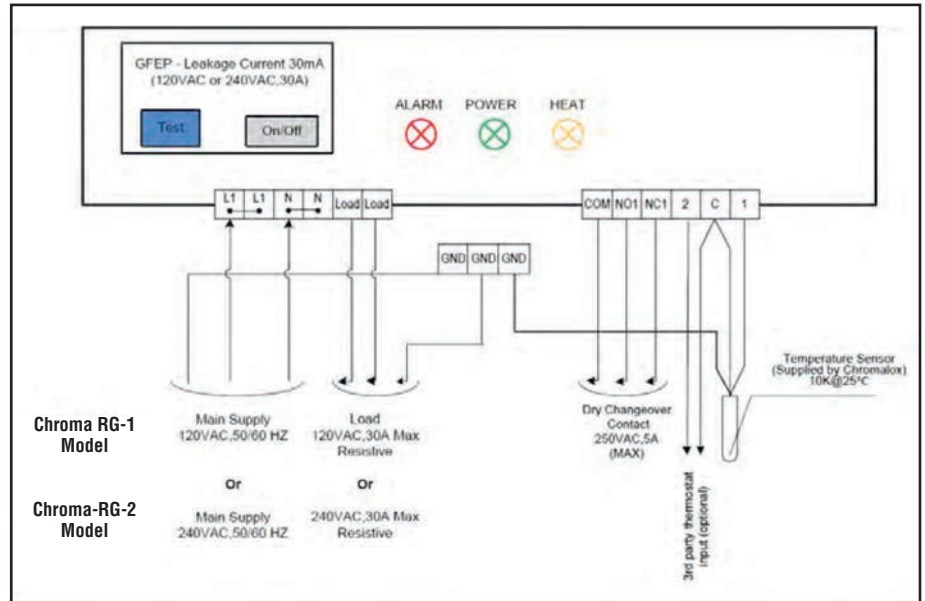 GFEP - Leakage Current 30mA
(120VAC or 240VAC,30A)
Test
On/Off
ALARM
POWER
HEAT
L1
L1
N
N
Load
Load
COM
NO1
NC1
2
C
1
GND
GND
GND
Temperature Sensor
(Supplied by Chromalox)
10K@25°C
Chroma RG-1
Model
Main Supply
120VAC,50/60 HZ
Load
120VAC,30A Max
Resistive
Dry Changeover
Contact
250VAC,5A
(MAX)
3rd party thermostat
input (optional)
Or
Or
Chroma-RG-2
Model
Main Supply
240VAC,50/60 HZ
240VAC,30A Max
Resistive